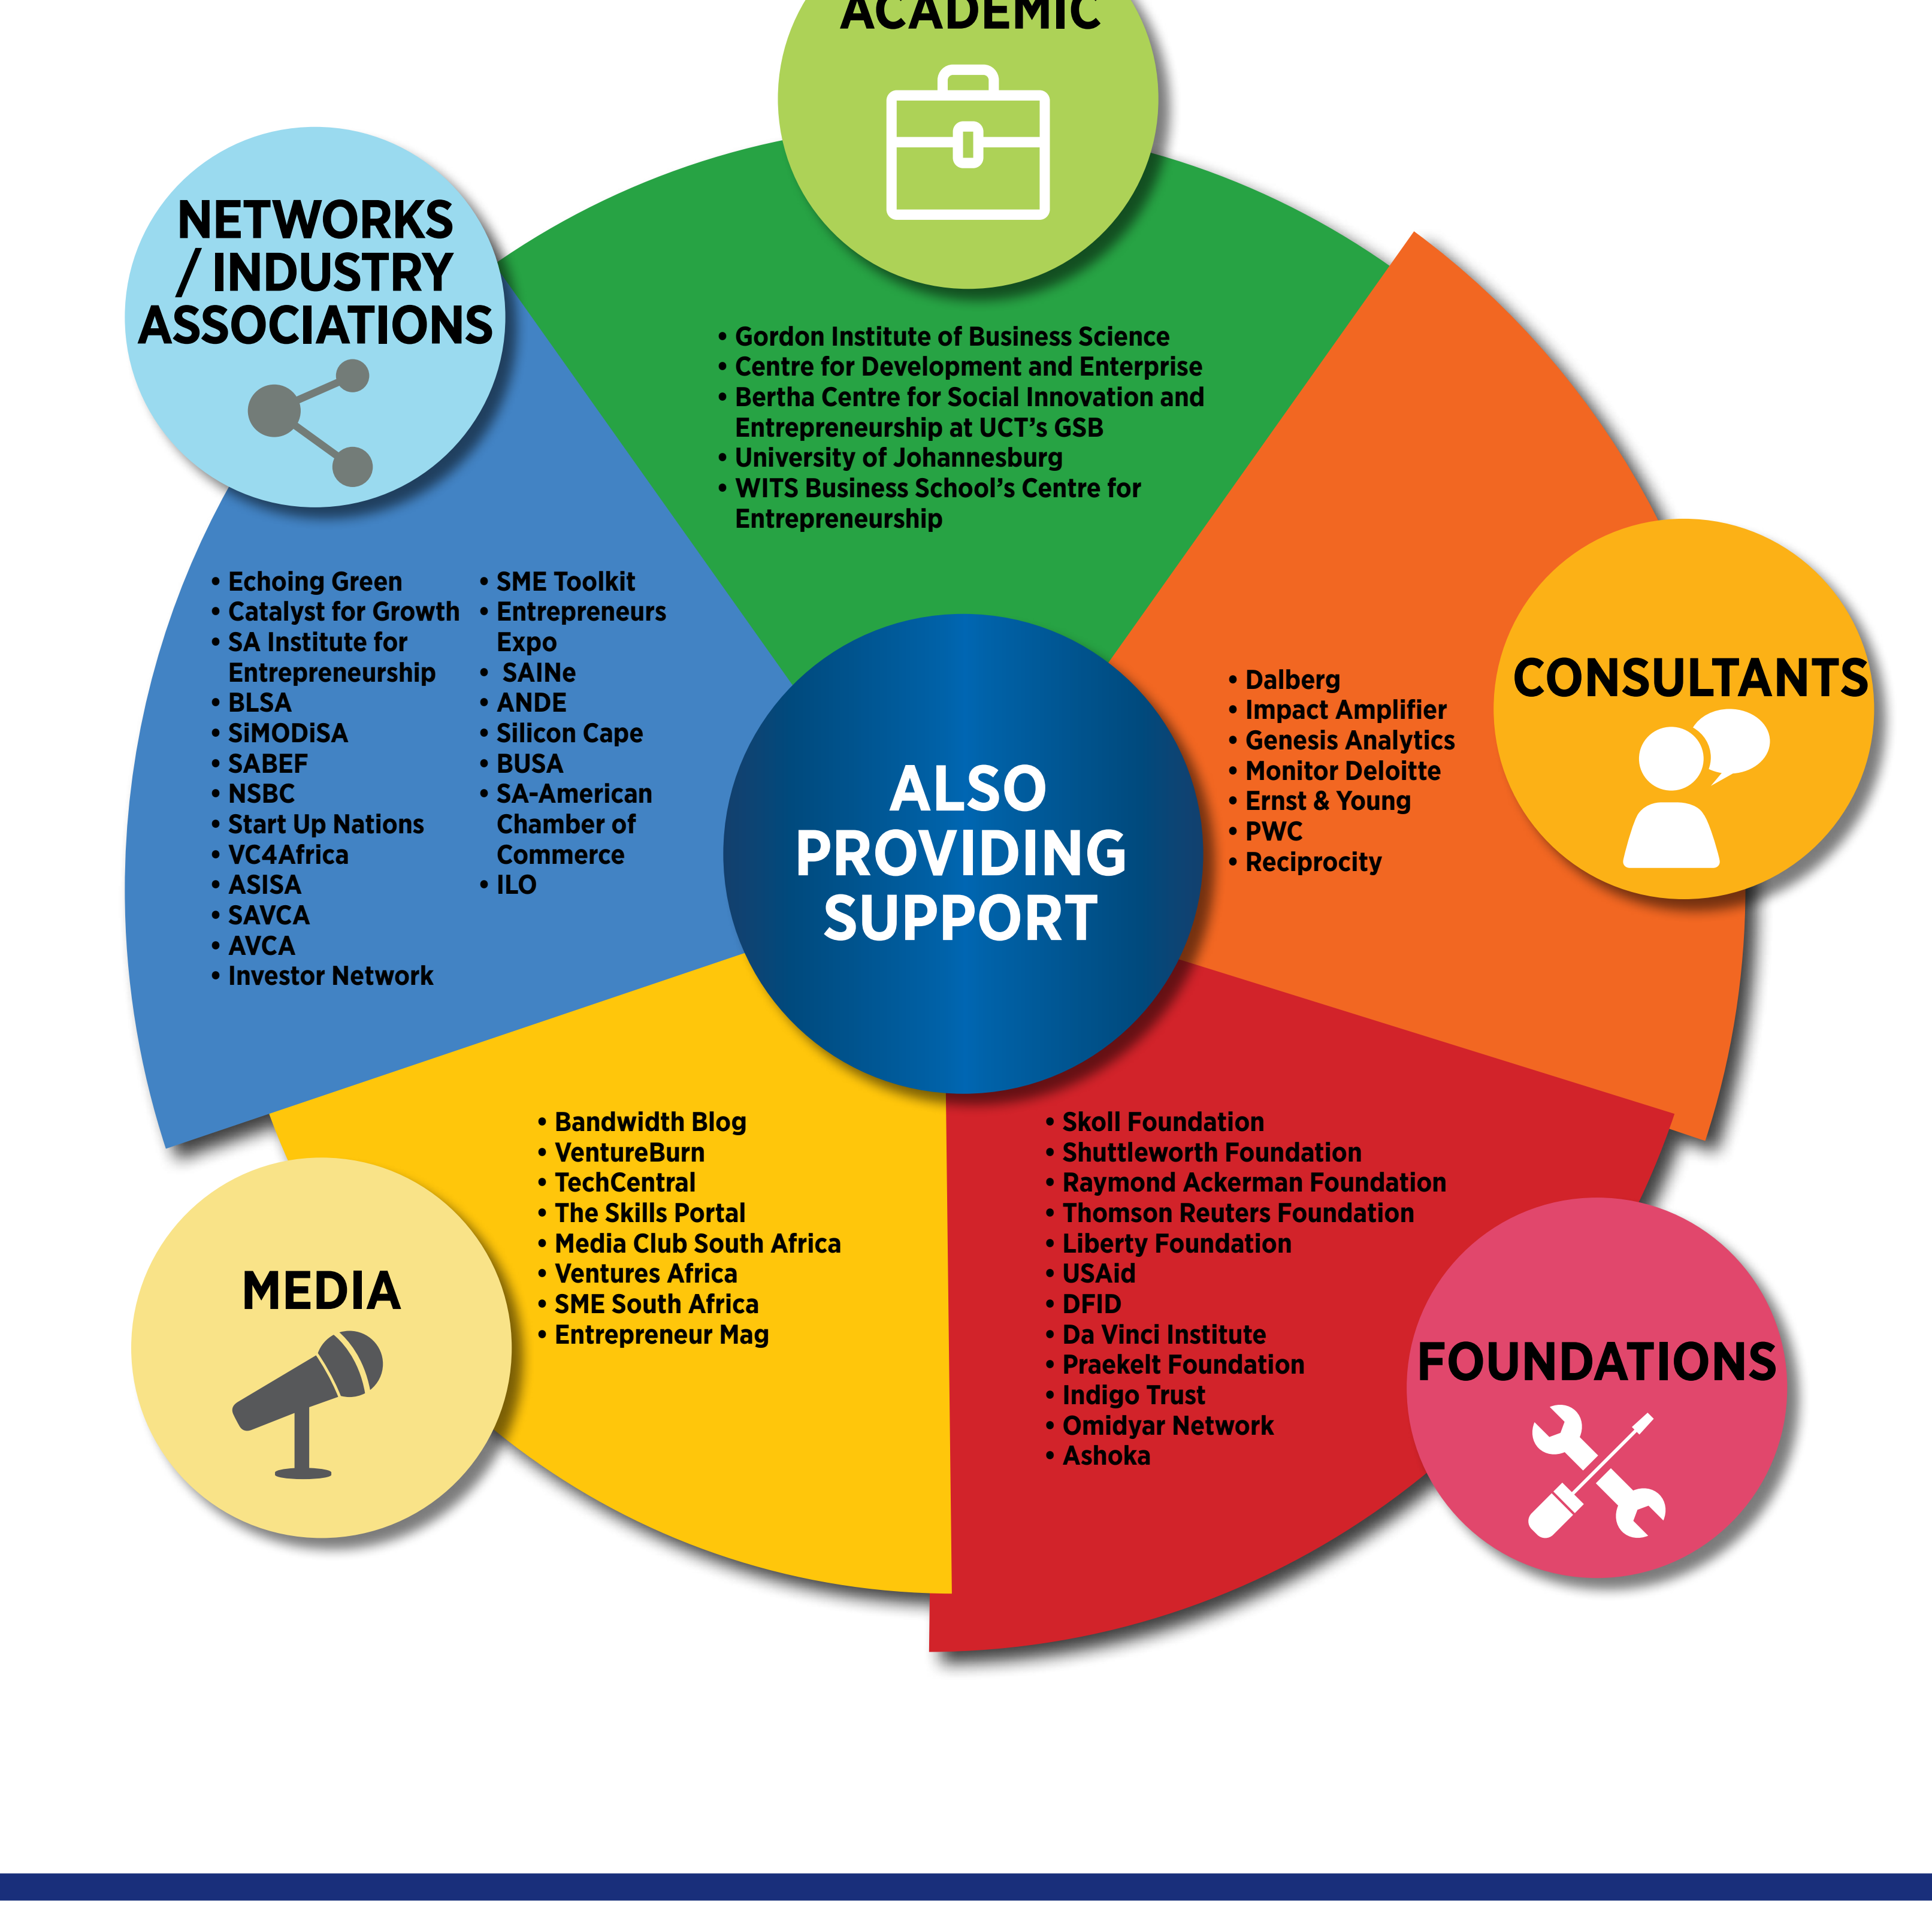 ACADEMIC
NETWORKS
/ INDUSTRY
ASSOCIATIONS
• Gordon Institute of Business Science
• Centre for Development and Enterprise
• Bertha Centre for Social Innovation and
Entrepreneurship at UCT’s GSB
• University of Johannesburg
• WITS Business School’s Centre for
Entrepreneurship
• Echoing Green
• Catalyst for Growth
• SA Institute for
Entrepreneurship
• BLSA
• SiMODiSA
• SABEF
• NSBC
• Start Up Nations
• VC4Africa
• ASISA
• SAVCA
• AVCA
• Investor Network
• SME Toolkit
• Entrepreneurs
Expo
• SAINe
• ANDE
• Silicon Cape
• BUSA
• SA-American
Chamber of
Commerce
• ILO
ALSO
PROVIDING
SUPPORT
• Dalberg
• Impact Amplifier
• Genesis Analytics
• Monitor Deloitte
• Ernst & Young
• PWC
• Reciprocity
CONSULTANTS
MEDIA
• Bandwidth Blog
• VentureBurn
• TechCentral
• The Skills Portal
• Media Club South Africa
• Ventures Africa
• SME South Africa
• Entrepreneur Mag
• Skoll Foundation
• Shuttleworth Foundation
• Raymond Ackerman Foundation
• Thomson Reuters Foundation
• Liberty Foundation
• USAid
• DFID
• Da Vinci Institute
• Praekelt Foundation
• Indigo Trust
• Omidyar Network
• Ashoka
FOUNDATIONS